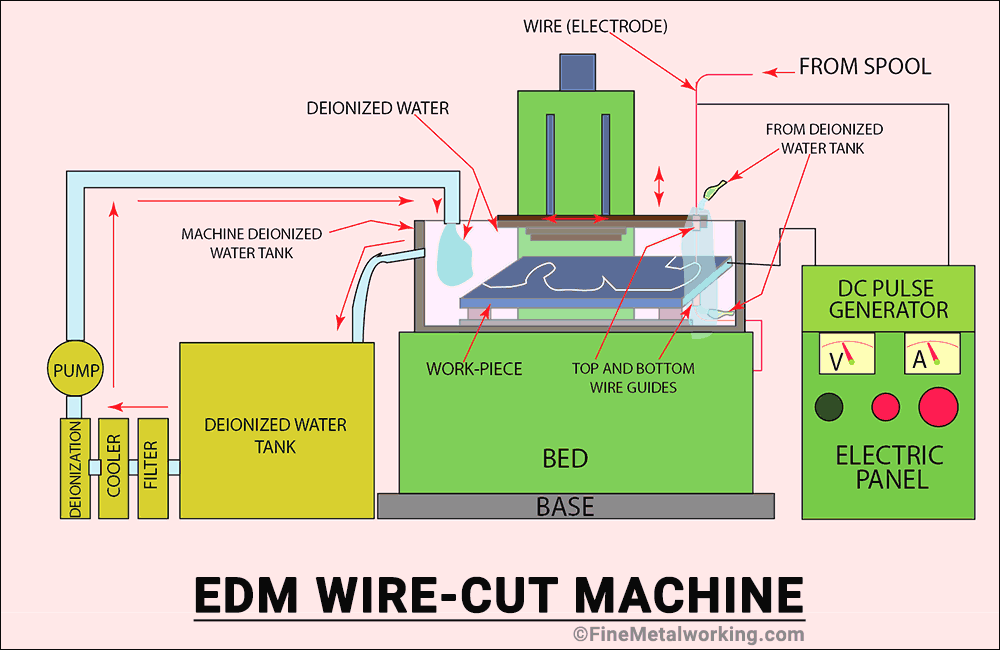 WIRE (ELECTRODE)
FROM SPOOL
DEIONIZED WATER
FROM DEIONIZED
WATER TANK
MACHINE DEIONIZED
WATER TANK
DC PULSE
GENERATOR
V
A
PUMP
WORK-PIECE
TOP AND BOTTOM
WIRE GUIDES
DEIONIZED WATER
TANK
DEIONIZATION
COOLER
FILTER
BED
ELECTRIC
PANEL
BASE
EDM WIRE-CUT MACHINE
©FineMetalworking.com